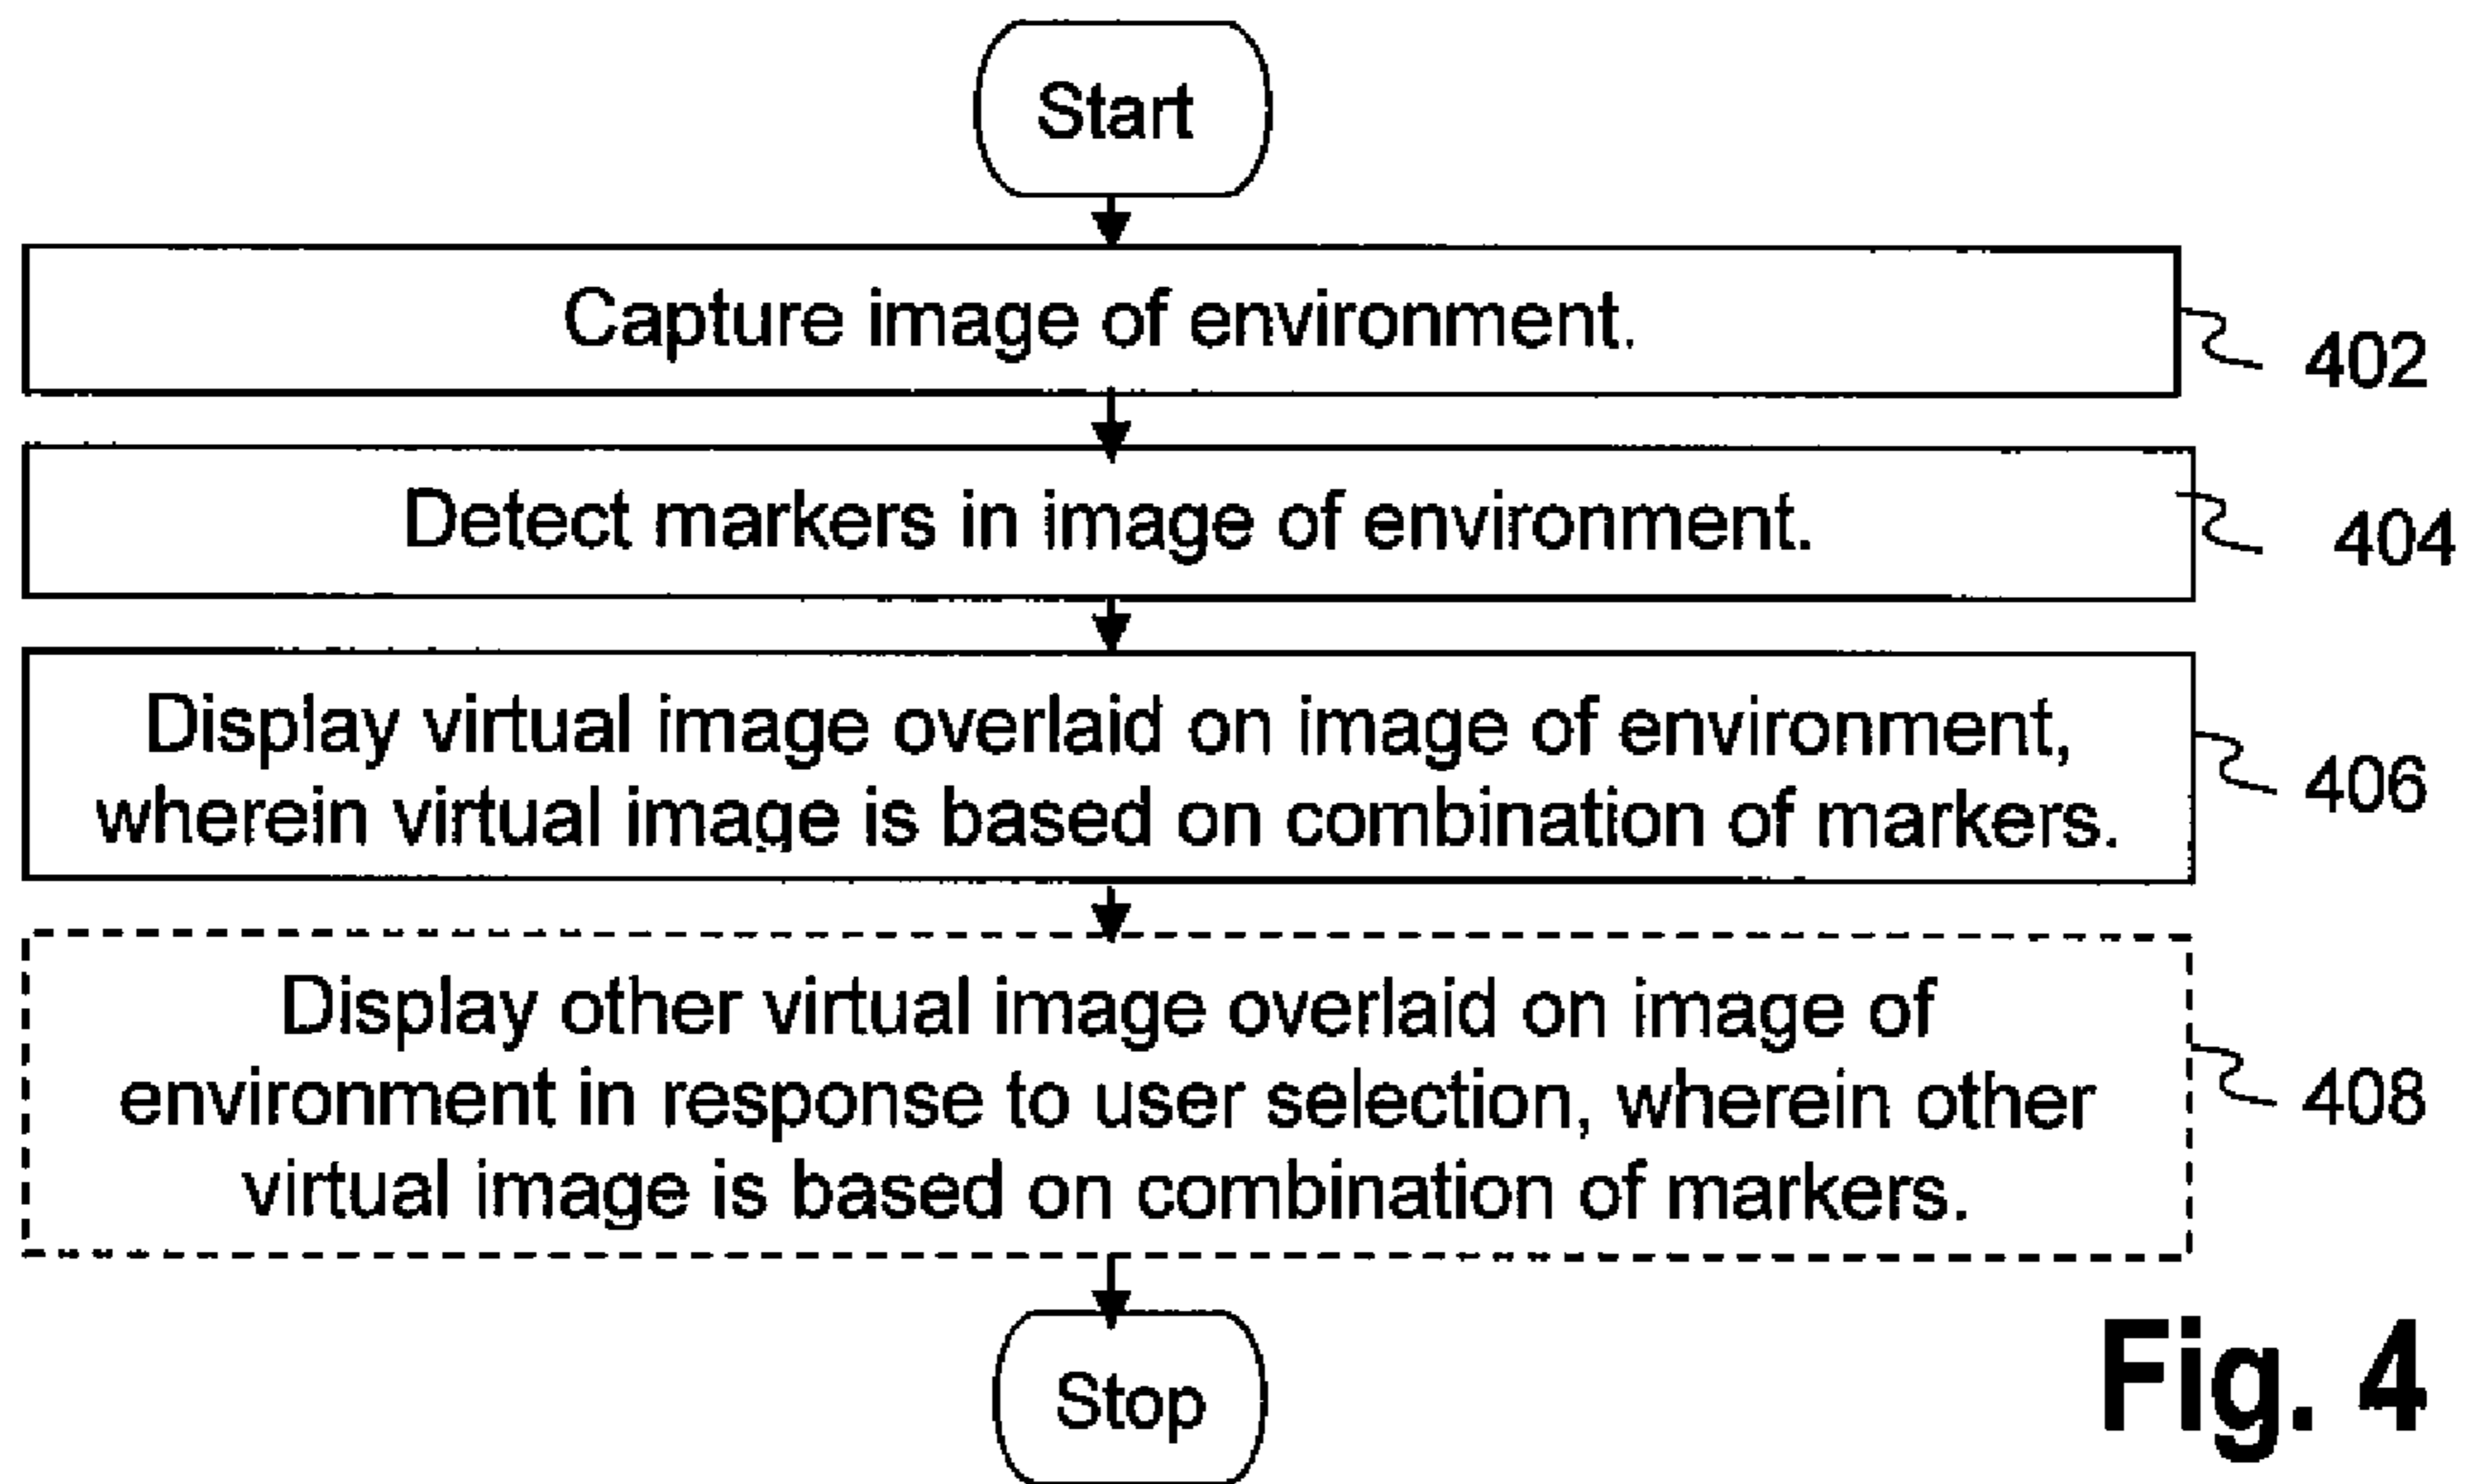 Start
Capture image of environment.
402
Detect markers in image of environment.
404
Display virtual image overlaid on image of environment,
wherein virtual image is based on combination of markers.
406
Display other virtual image overlaid on image of
environment in response to user selection, wherein other
virtual image is based on combination of markers.
408
Stop
Fig. 4